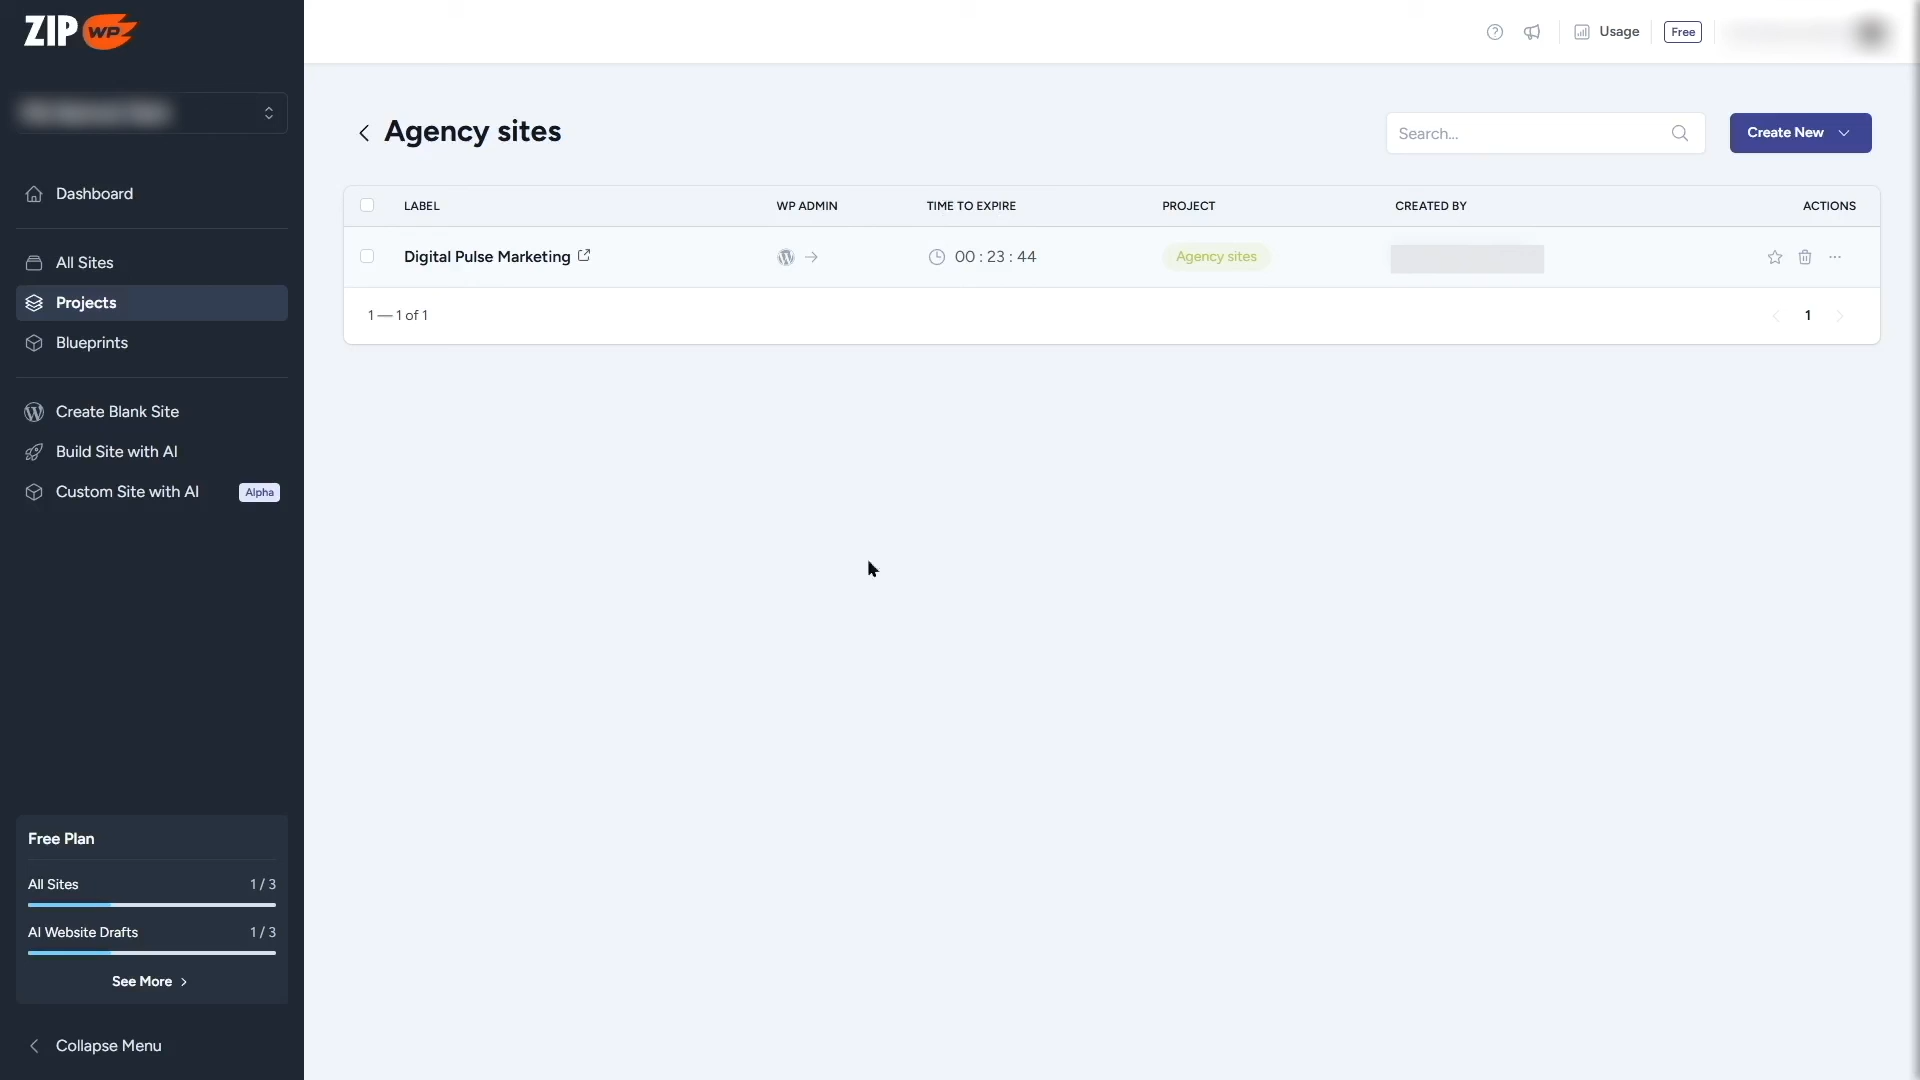 ZIP WP
Usage
Free
Agency sites
Search...
Create New
Dashboard
All Sites
Projects
Blueprints
Create Blank Site
Build Site with AI
Custom Site with AI
Alpha
LABEL
WP ADMIN
TIME TO EXPIRE
PROJECT
CREATED BY
ACTIONS
Digital Pulse Marketing
00 : 23 : 44
Agency sites
1 — 1 of 1
1
Free Plan
All Sites
1 / 3
AI Website Drafts
1 / 3
See More
Collapse Menu